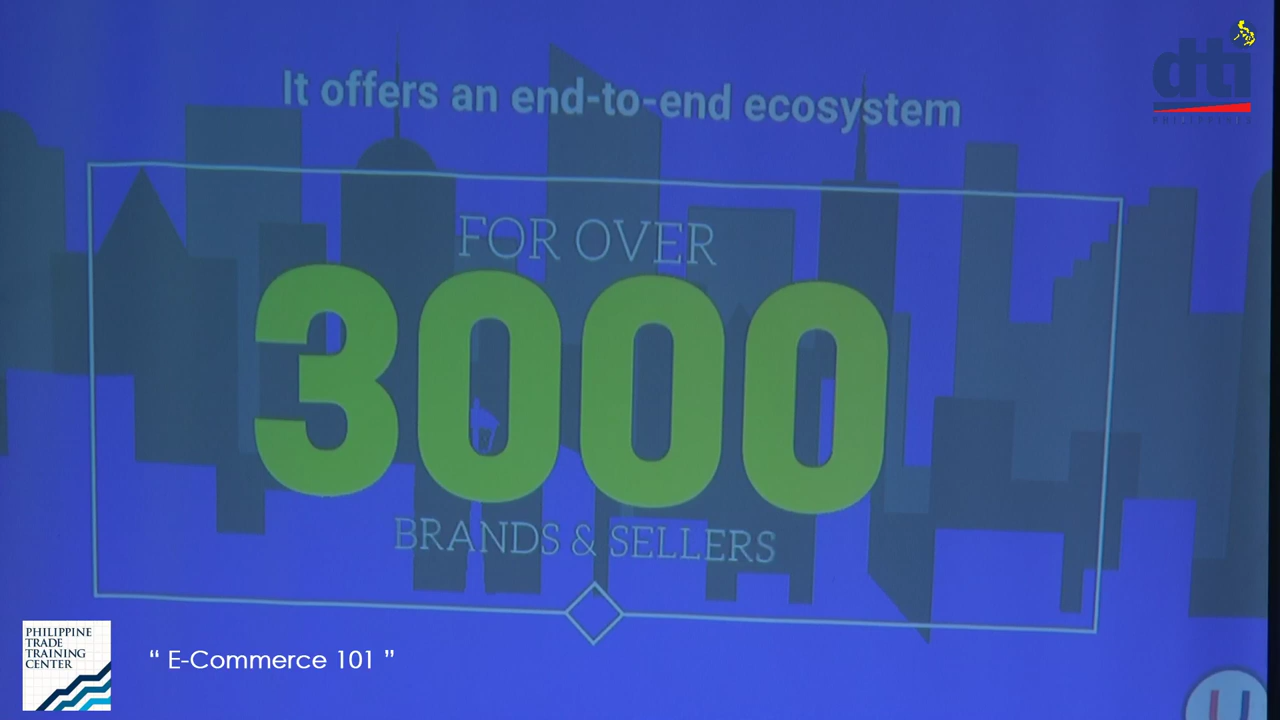 It offers an end-to-end ecosystem
dti
PHILIPPINES
FOR OVER
3000
BRANDS & SELLERS
PHILIPPINE
TRADE
TRAINING
CENTER
“ E-Commerce 101 ”